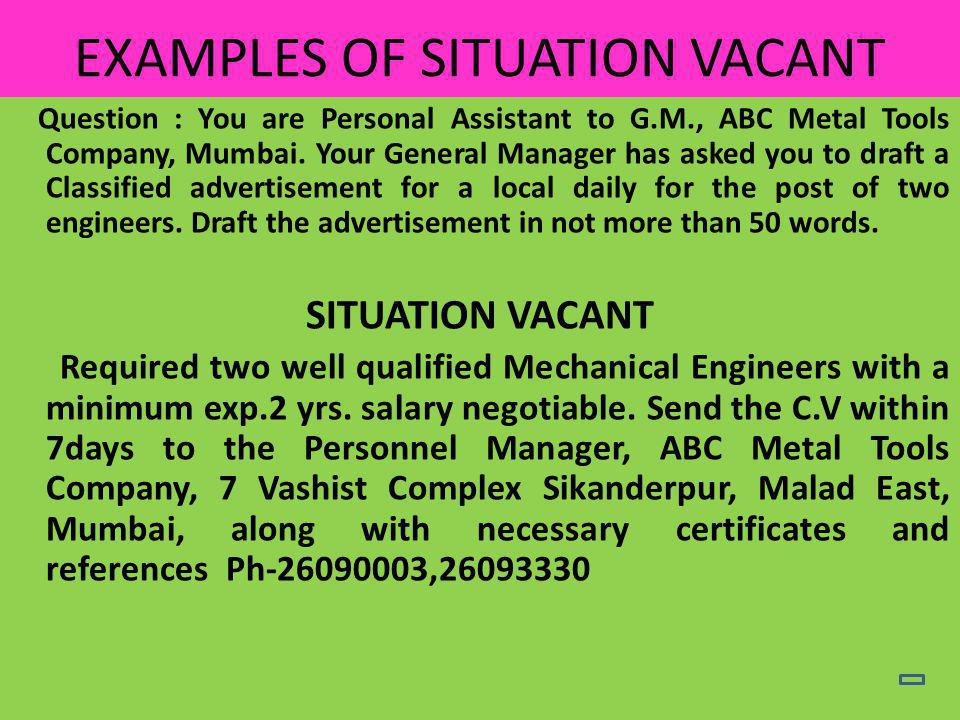 EXAMPLES OF SITUATION VACANT
Question : You are Personal Assistant to G.M., ABC Metal Tools
Company, Mumbai. Your General Manager has asked you to draft a
Classified advertisement for a local daily for the post of two
engineers. Draft the advertisement in not more than 50 words.
SITUATION VACANT
Required two well qualified Mechanical Engineers with a
minimum exp.2 yrs. salary negotiable. Send the C.V within
7days to the Personnel Manager, ABC Metal Tools
Company, 7 Vashist Complex Sikanderpur, Malad East,
Mumbai, along with necessary certificates and
references Ph-26090003,26093330